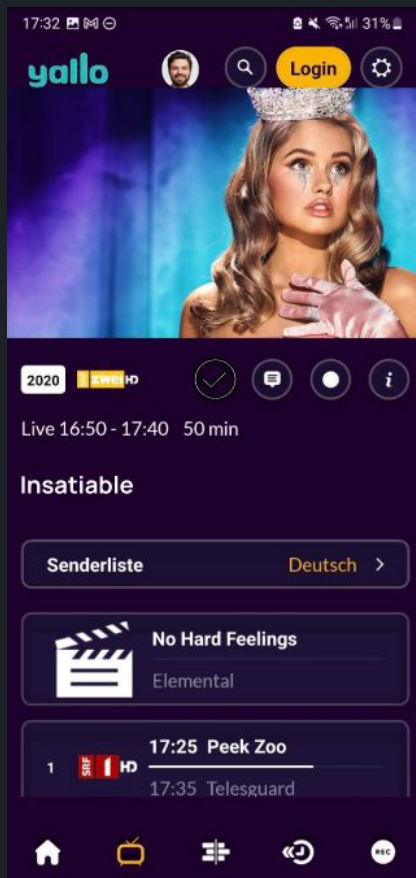 17:32 31%
yallo Login
2020 3 zwei HD
Live 16:50 - 17:40 50 min
Insatiable
Senderliste Deutsch >
No Hard Feelings
Elemental
17:25 Peek Zoo
1 SRF 1 HD
17:35 Telesguard
REC